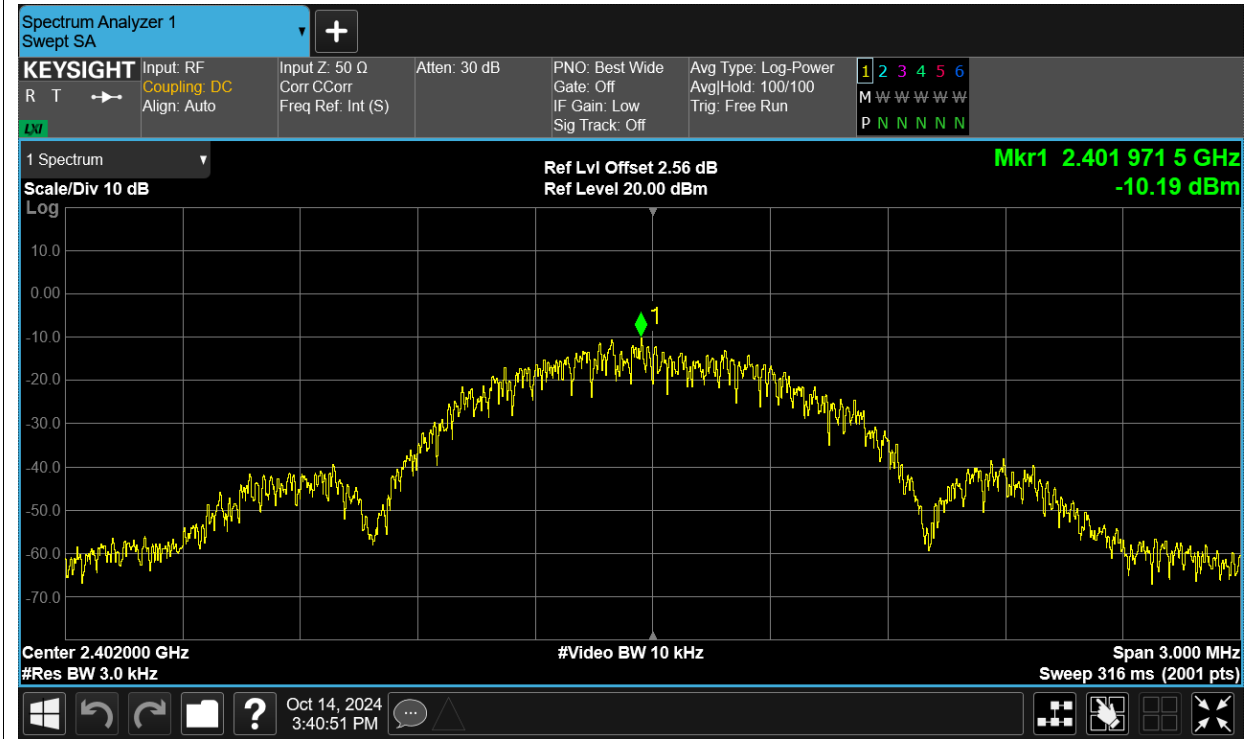 Spectrum Analyzer 1
Swept SA
KEYSIGHT
R T
LXI
Input: RF
Coupling: DC
Align: Auto
Input Z: 50 Ω
Corr CCorr
Freq Ref: Int (S)
Atten: 30 dB
PNO: Best Wide
Gate: Off
IF Gain: Low
Sig Track: Off
Avg Type: Log-Power
Avg|Hold: 100/100
Trig: Free Run
1 2 3 4 5 6
M W W W W W
P N N N N N
1 Spectrum
Scale/Div 10 dB
Log
Ref Lvl Offset 2.56 dB
Ref Level 20.00 dBm
Mkr1 2.401 971 5 GHz
-10.19 dBm
10.0
0.00
1
-10.0
-20.0
-30.0
-40.0
-50.0
-60.0
-70.0
Center 2.402000 GHz
#Res BW 3.0 kHz
#Video BW 10 kHz
Span 3.000 MHz
Sweep 316 ms (2001 pts)
?
Oct 14, 2024
3:40:51 PM